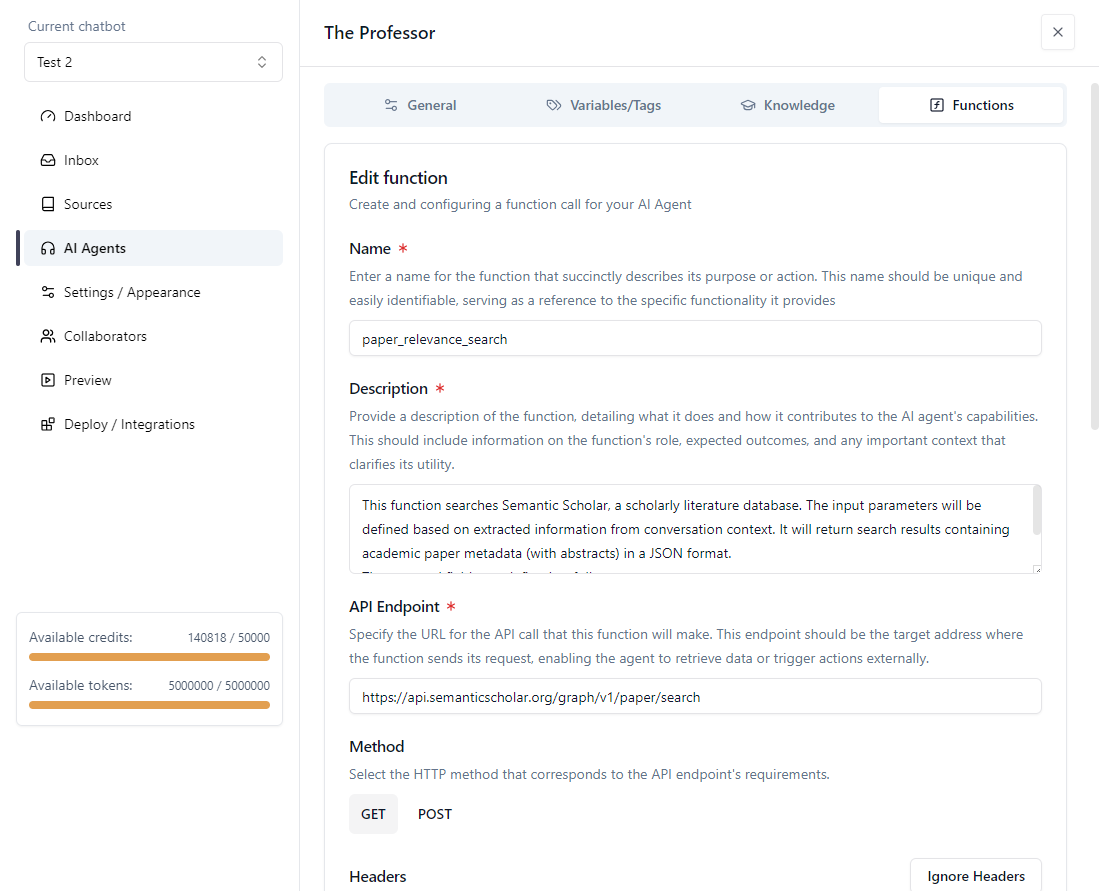 Current chatbot
Test 2
Dashboard
Inbox
Sources
AI Agents
Settings / Appearance
Collaborators
Preview
Deploy / Integrations
Available credits: 140818 / 50000
Available tokens: 5000000 / 5000000
The Professor
General
Variables/Tags
Knowledge
Functions
Edit function
Create and configuring a function call for your AI Agent
Name *
Enter a name for the function that succinctly describes its purpose or action. This name should be unique and
easily identifiable, serving as a reference to the specific functionality it provides
paper_relevance_search
Description *
Provide a description of the function, detailing what it does and how it contributes to the AI agent's capabilities.
This should include information on the function's role, expected outcomes, and any important context that
clarifies its utility.
This function searches Semantic Scholar, a scholarly literature database. The input parameters will be
defined based on extracted information from conversation context. It will return search results containing
academic paper metadata (with abstracts) in a JSON format.
API Endpoint *
Specify the URL for the API call that this function will make. This endpoint should be the target address where
the function sends its request, enabling the agent to retrieve data or trigger actions externally.
https://api.semanticscholar.org/graph/v1/paper/search
Method
Select the HTTP method that corresponds to the API endpoint's requirements.
GET
POST
Headers
Ignore Headers